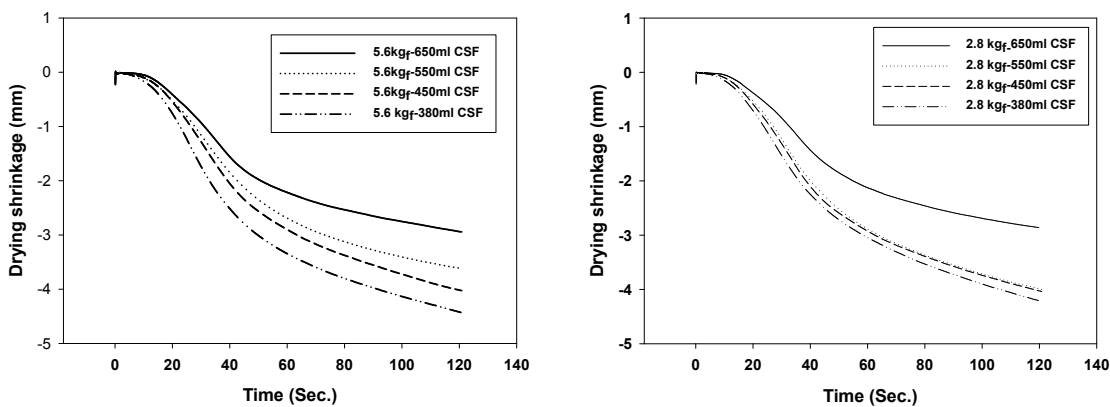 1
0
-1
-2
-3
-4
-5
Drying shrinkage (mm)
5.6kgf-650ml CSF
5.6kgf-550ml CSF
5.6kgf-450ml CSF
5.6 kgf-380ml CSF
0 20 40 60 80 100 120 140
Time (Sec.)
1
0
-1
-2
-3
-4
-5
Drying shrinkage (mm)
2.8 kgf-650ml CSF
2.8 kgf-550ml CSF
2.8 kgf-450ml CSF
2.8 kgf-380ml CSF
0 20 40 60 80 100 120 140
Time (Sec.)